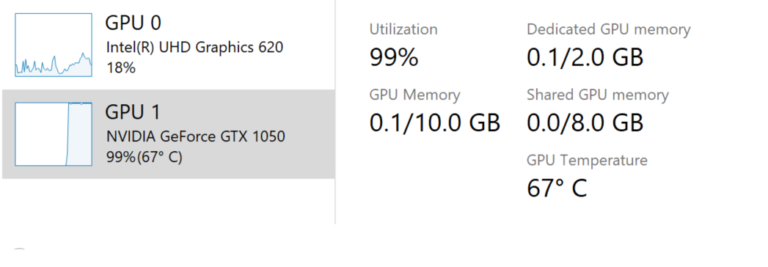 GPU 0
Intel(R) UHD Graphics 620
18%
GPU 1
NVIDIA GeForce GTX 1050
99%(67° C)
Utilization
99%
Dedicated GPU memory
0.1/2.0 GB
GPU Memory
0.1/10.0 GB
Shared GPU memory
0.0/8.0 GB
GPU Temperature
67° C